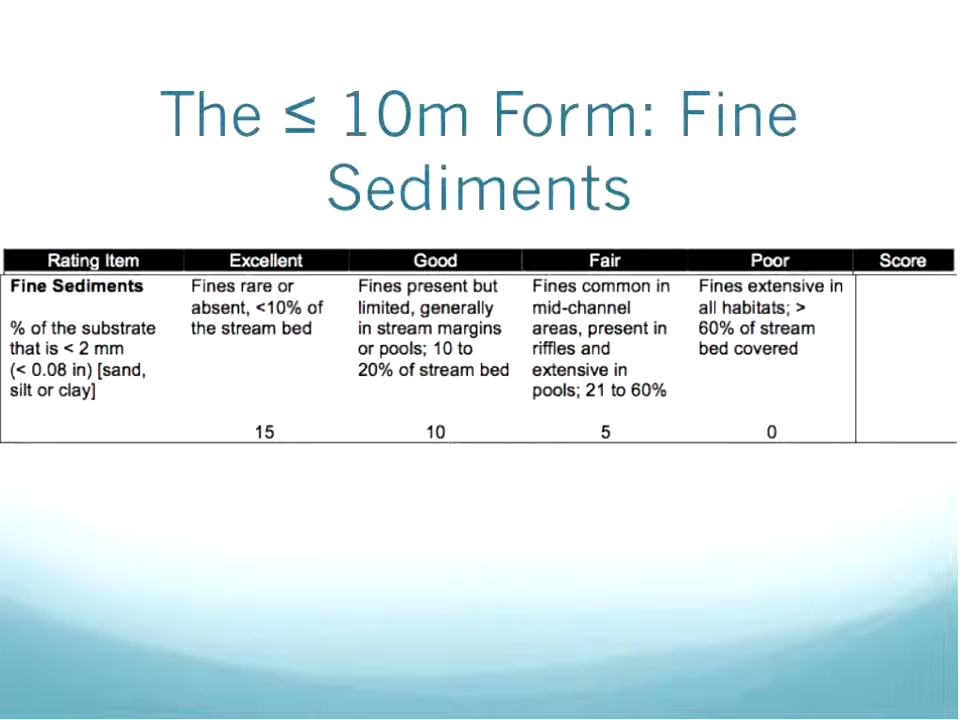 The ≤ 10m Form: Fine
Sediments
Rating Item Excellent Good Fair Poor Score
Fine Sediments
% of the substrate
that is < 2 mm
(< 0.08 in) [sand,
silt or clay]
Fines rare or
absent, <10% of
the stream bed
15
Fines present but
limited, generally
in stream margins
or pools; 10 to
20% of stream bed
10
Fines common in
mid-channel
areas, present in
riffles and
extensive in
pools; 21 to 60%
5
Fines extensive in
all habitats; >
60% of stream
bed covered
0